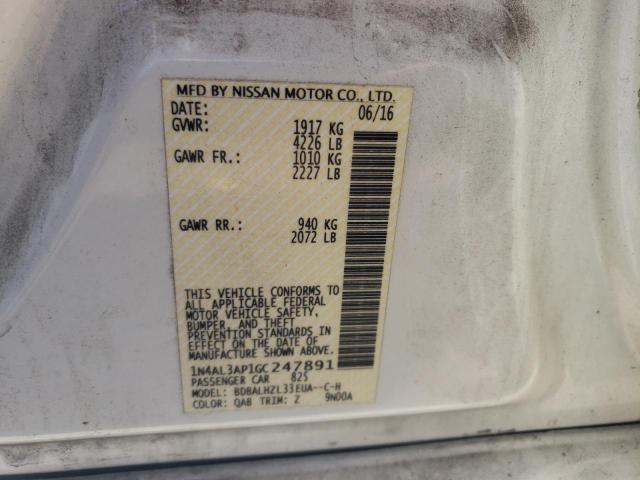 MFD BY NISSAN MOTOR CO., LTD.
DATE: 06/16
GVWR: 1917 KG
4226 LB
GAWR FR.: 1010 KG
2227 LB
GAWR RR.: 940 KG
2072 LB
THIS VEHICLE CONFORMS TO
ALL APPLICABLE FEDERAL
MOTOR VEHICLE SAFETY,
BUMPER, AND THEFT
PREVENTION STANDARDS IN
EFFECT ON THE DATE OF
MANUFACTURE SHOWN ABOVE.
1N4AL3AP1GC247891
PASSENGER CAR 825
MODEL: BDBALHZL33EUA--C-H
COLOR: QAB TRIM: Z 9N00A